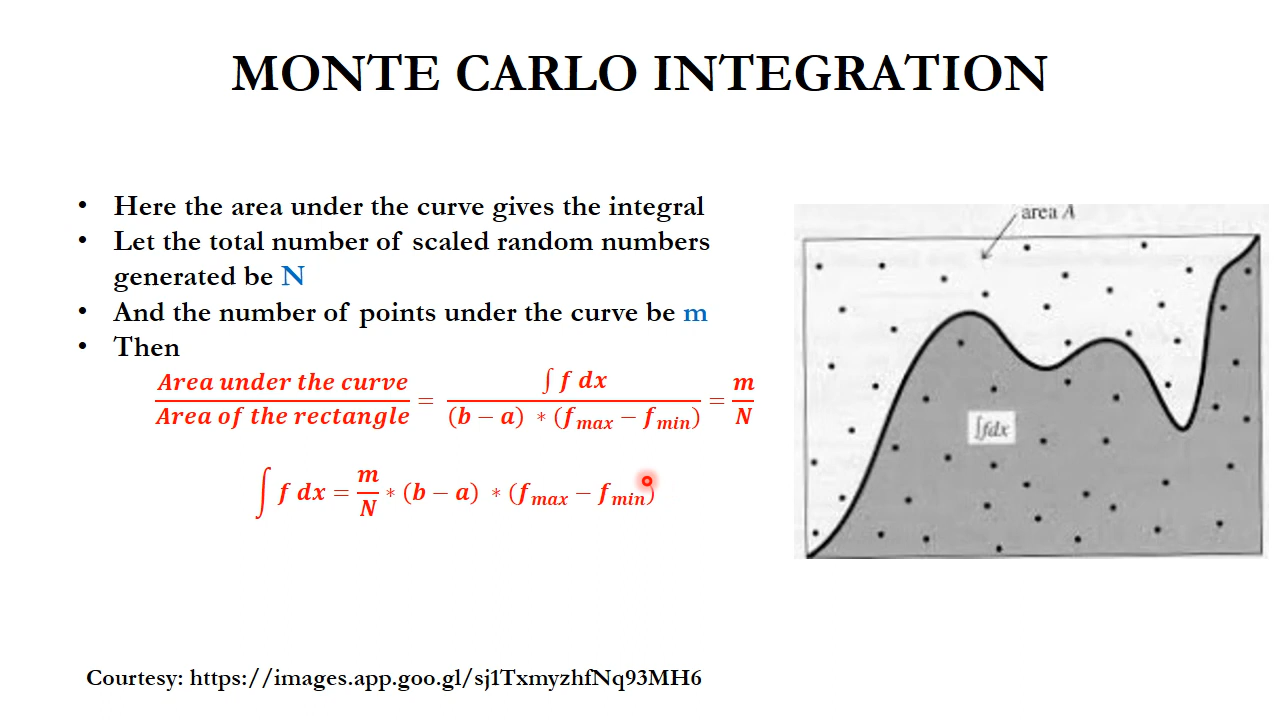 MONTE CARLO INTEGRATION
• Here the area under the curve gives the integral
• Let the total number of scaled random numbers
generated be N
• And the number of points under the curve be m
• Then
Area under the curve / Area of the rectangle = ∫ f dx / (b − a) * (f_max − f_min) = m / N
∫ f dx = m/N * (b − a) * (f_max − f_min)
area A
∫fdx
Courtesy: https://images.app.goo.gl/sj1TxmyzhfNq93MH6